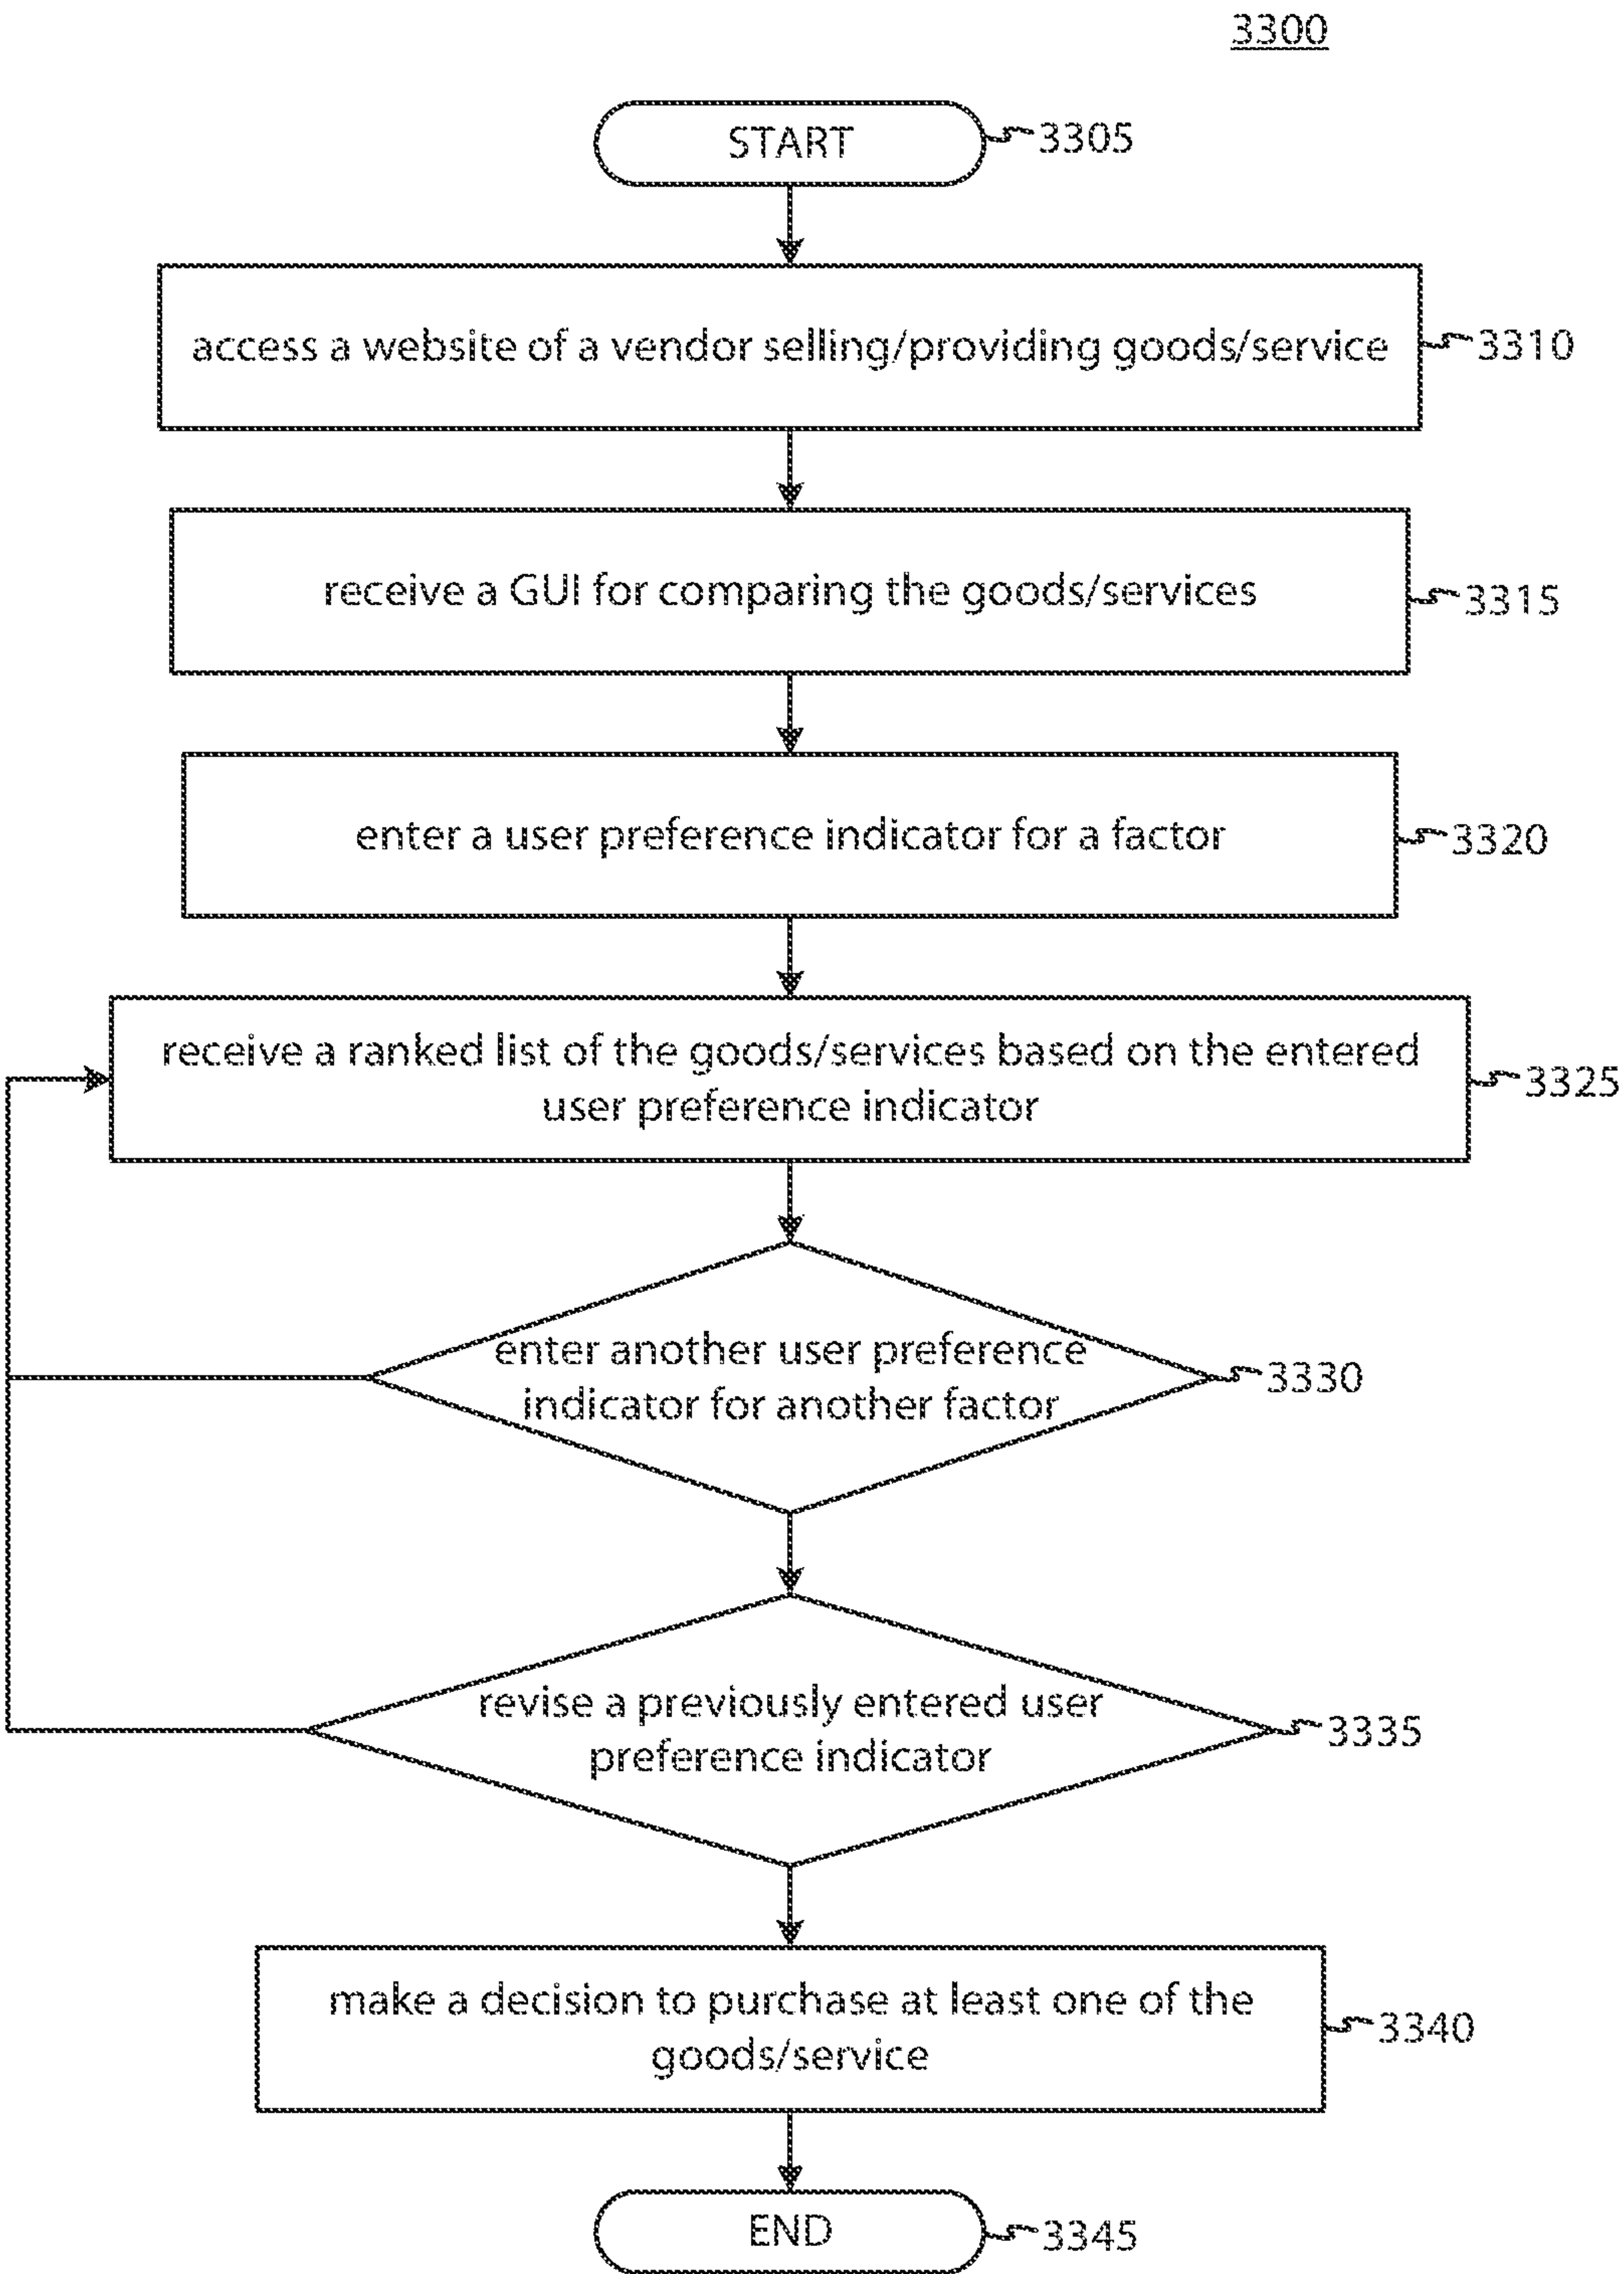 3300
START
3305
access a website of a vendor selling/providing goods/service
3310
receive a GUI for comparing the goods/services
3315
enter a user preference indicator for a factor
3320
receive a ranked list of the goods/services based on the entered
user preference indicator
3325
enter another user preference
indicator for another factor
3330
revise a previously entered user
preference indicator
3335
make a decision to purchase at least one of the
goods/service
3340
END
3345